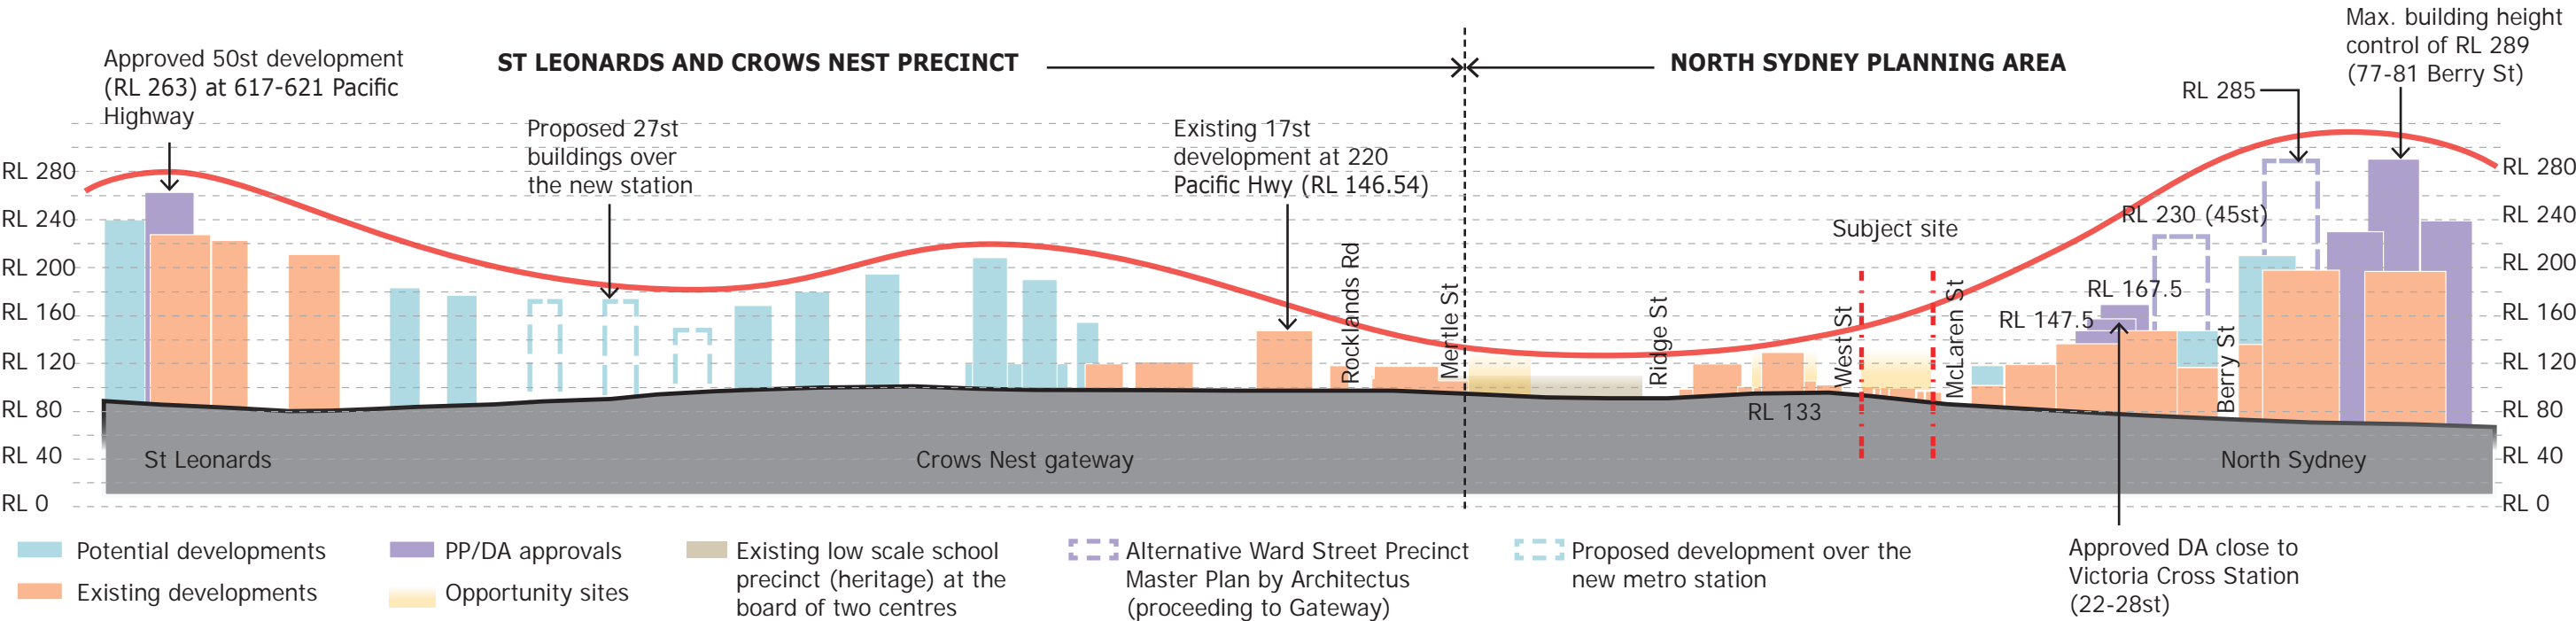 Approved 50st development
(RL 263) at 617-621 Pacific
Highway
ST LEONARDS AND CROWS NEST PRECINCT
NORTH SYDNEY PLANNING AREA
Max. building height
control of RL 289
(77-81 Berry St)
RL 285
Proposed 27st
buildings over
the new station
Existing 17st
development at 220
Pacific Hwy (RL 146.54)
Subject site
RL 230 (45st)
RL 167.5
RL 147.5
RL 133
RL 280
RL 240
RL 200
RL 160
RL 120
RL 80
RL 40
RL 0
Rocklands Rd
Mentle St
Ridge St
West St
McLaren St
Berry St
RL 280
RL 240
RL 200
RL 160
RL 120
RL 80
RL 40
RL 0
St Leonards
Crows Nest gateway
North Sydney
Potential developments
Existing developments
PP/DA approvals
Opportunity sites
Existing low scale school
precinct (heritage) at the
board of two centres
Alternative Ward Street Precinct
Master Plan by Architectus
(proceeding to Gateway)
Proposed development over the
new metro station
Approved DA close to
Victoria Cross Station
(22-28st)